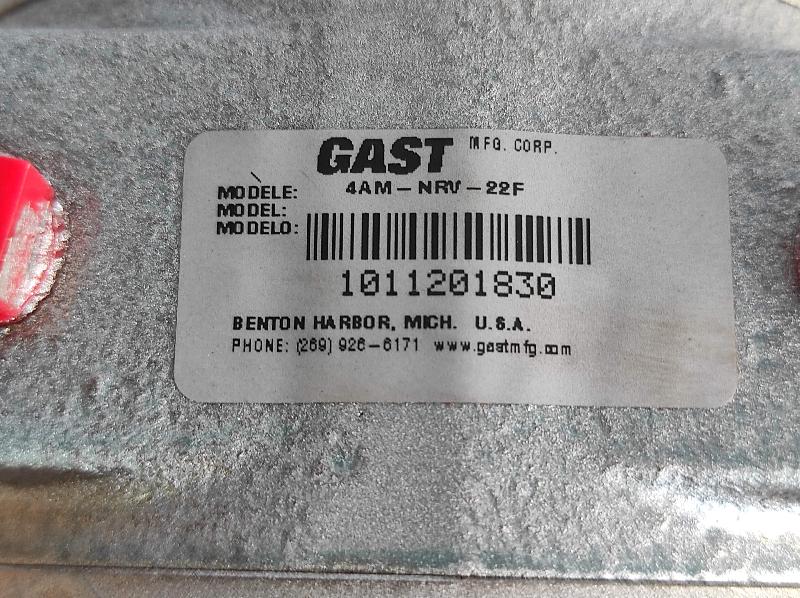 GAST MFG. CORP.
MODÈLE: 4AM-NRV-22F
MODEL:
MODELO:
1011201830
BENTON HARBOR, MICH. U.S.A.
PHONE: (269) 926-6171 www.gastmfg.com